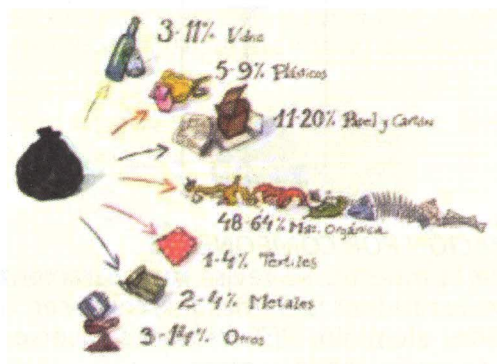 3-11% Vidrio
5-9% Plásticos
11-20% Papel y Cartón
48-64% Mat. Orgánica
1-4% Textiles
2-4% Metales
3-14% Otros